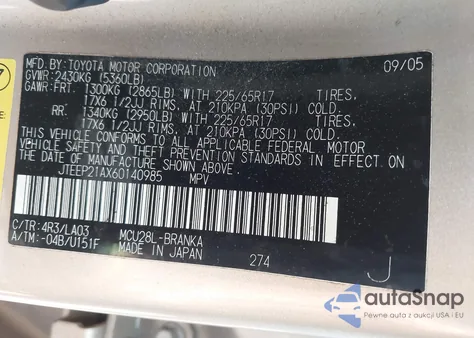 MFD.BY:TOYOTA MOTOR CORPORATION 09/05
GVWR:2430KG (5360LB)
GAWR:FRT. 1300KG (2865LB) WITH 225/65R17 TIRES,
17X6 1/2JJ RIMS, AT 210KPA (30PSI) COLD.
RR. 1340KG (2950LB) WITH 225/65R17 TIRES,
17X6 1/2JJ RIMS, AT 210KPA (30PSI) COLD.
THIS VEHICLE CONFORMS TO ALL APPLICABLE FEDERAL MOTOR
VEHICLE SAFETY AND THEFT PREVENTION STANDARDS IN EFFECT ON
THE DATE OF MANUFACTURE SHOWN ABOVE.
JTEEP21AX60140985 MPV
C/TR: 4R3/LA03 MCU28L-BRANKA
A/TM: -04B/U151F MADE IN JAPAN 274 J
autoSnap
Pewne auta z aukcji USA i EU